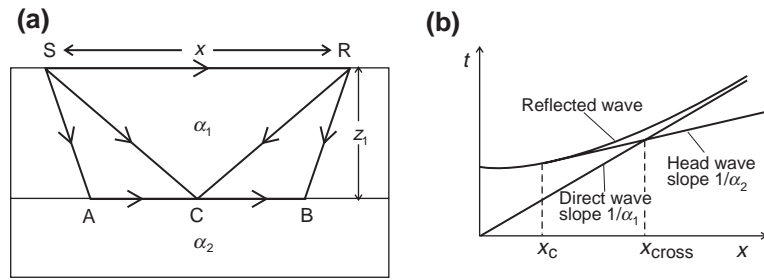 (a)
S x R
α1
z1
A C B
α2
(b)
t
Reflected wave
Head wave
slope 1/α2
Direct wave
slope 1/α1
xc xcross x